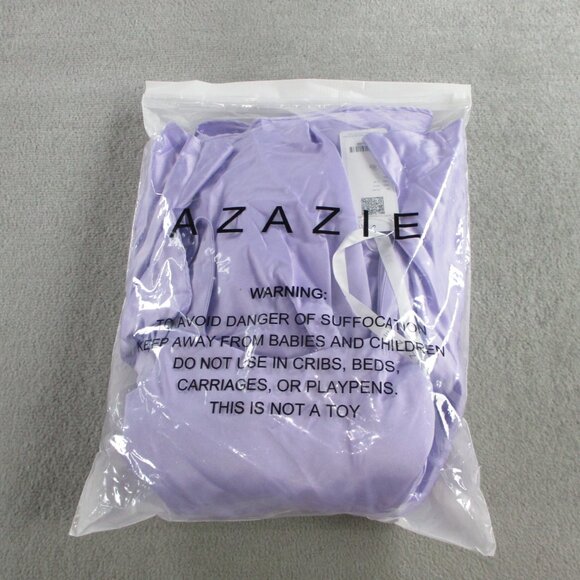 AZAZIE
WARNING:
TO AVOID DANGER OF SUFFOCATION
KEEP AWAY FROM BABIES AND CHILDREN
DO NOT USE IN CRIBS, BEDS,
CARRIAGES, OR PLAYPENS.
THIS IS NOT A TOY